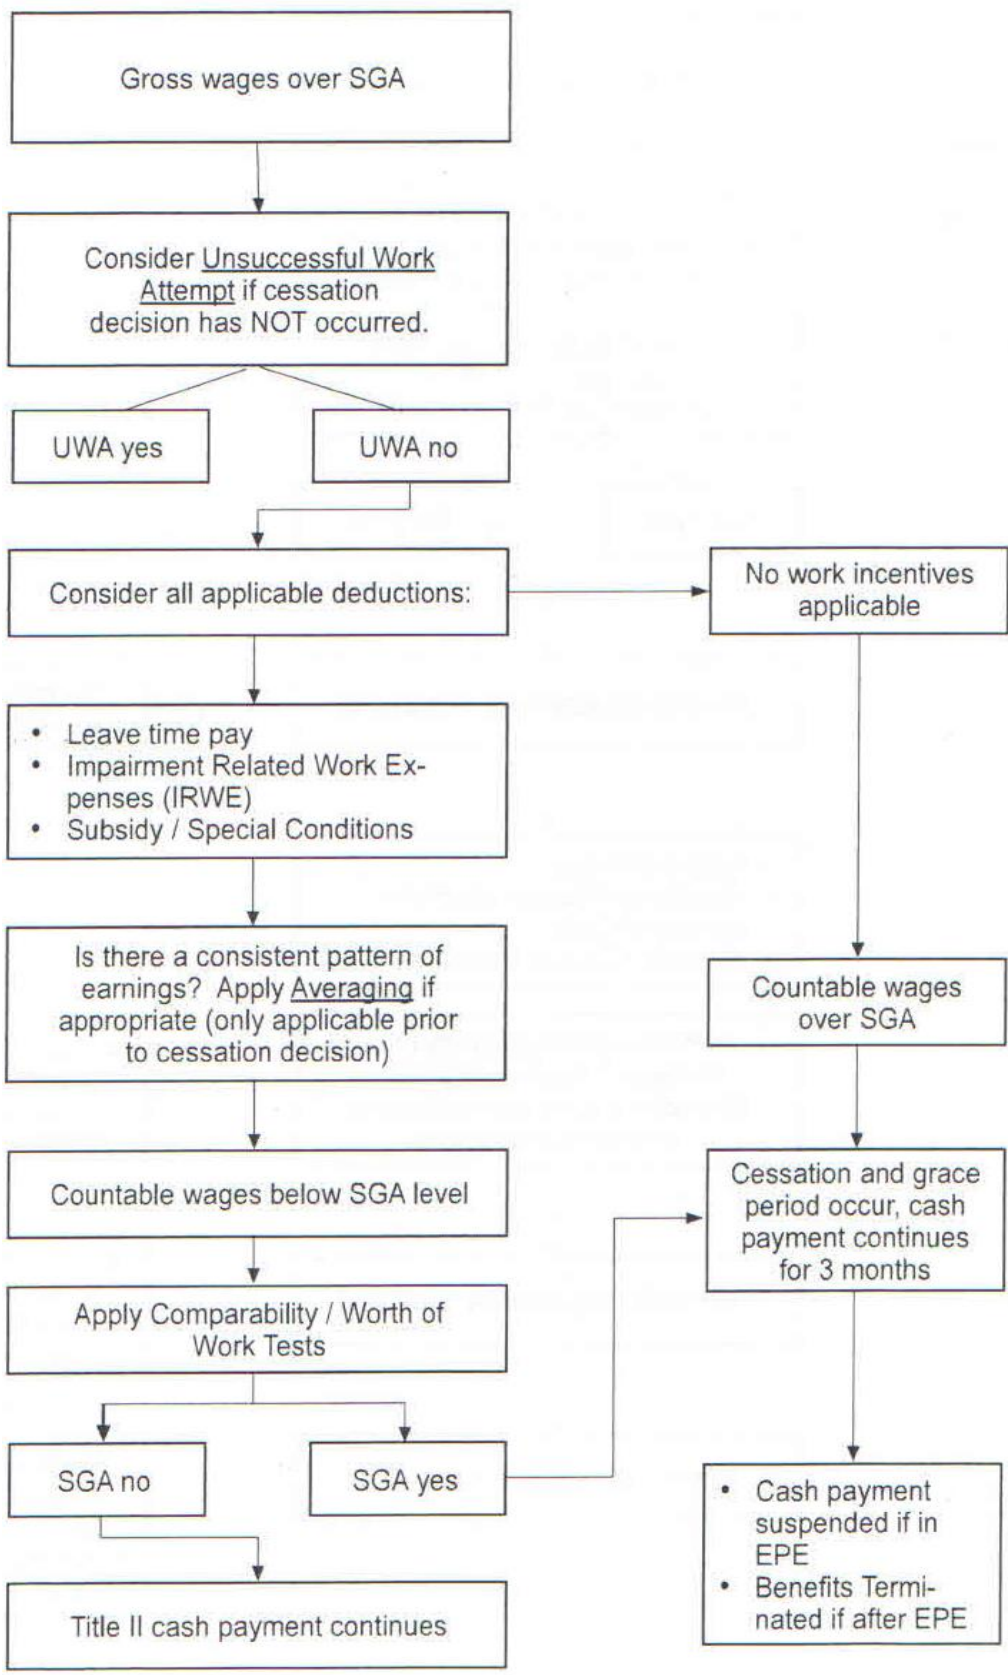 Gross wages over SGA
Consider Unsuccessful Work
Attempt if cessation
decision has NOT occurred.
UWA yes
UWA no
Consider all applicable deductions:
No work incentives
applicable
• Leave time pay
• Impairment Related Work Ex-
penses (IRWE)
• Subsidy / Special Conditions
Is there a consistent pattern of
earnings? Apply Averaging if
appropriate (only applicable prior
to cessation decision)
Countable wages
over SGA
Countable wages below SGA level
Cessation and grace
period occur, cash
payment continues
for 3 months
Apply Comparability / Worth of
Work Tests
SGA no
SGA yes
• Cash payment
suspended if in
EPE
• Benefits Termi-
nated if after EPE
Title II cash payment continues